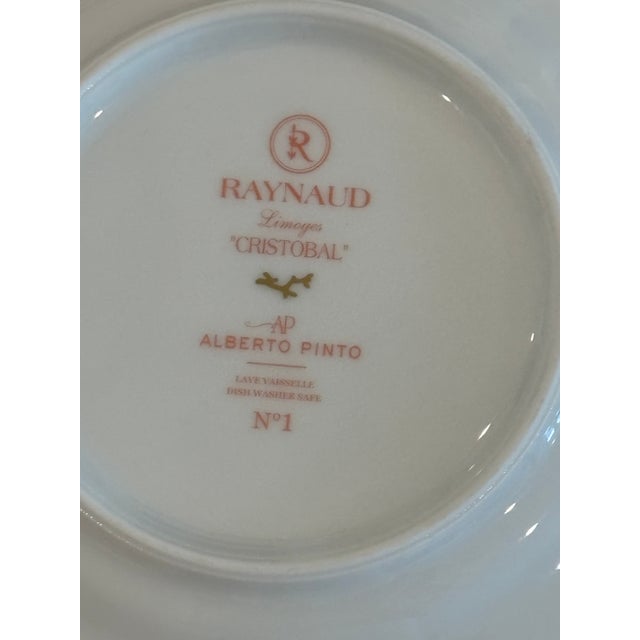 R
RAYNAUD
Limoges
"CRISTOBAL"
AP
ALBERTO PINTO
LAVE VAISSELLE
DISH WASHER SAFE
N°1